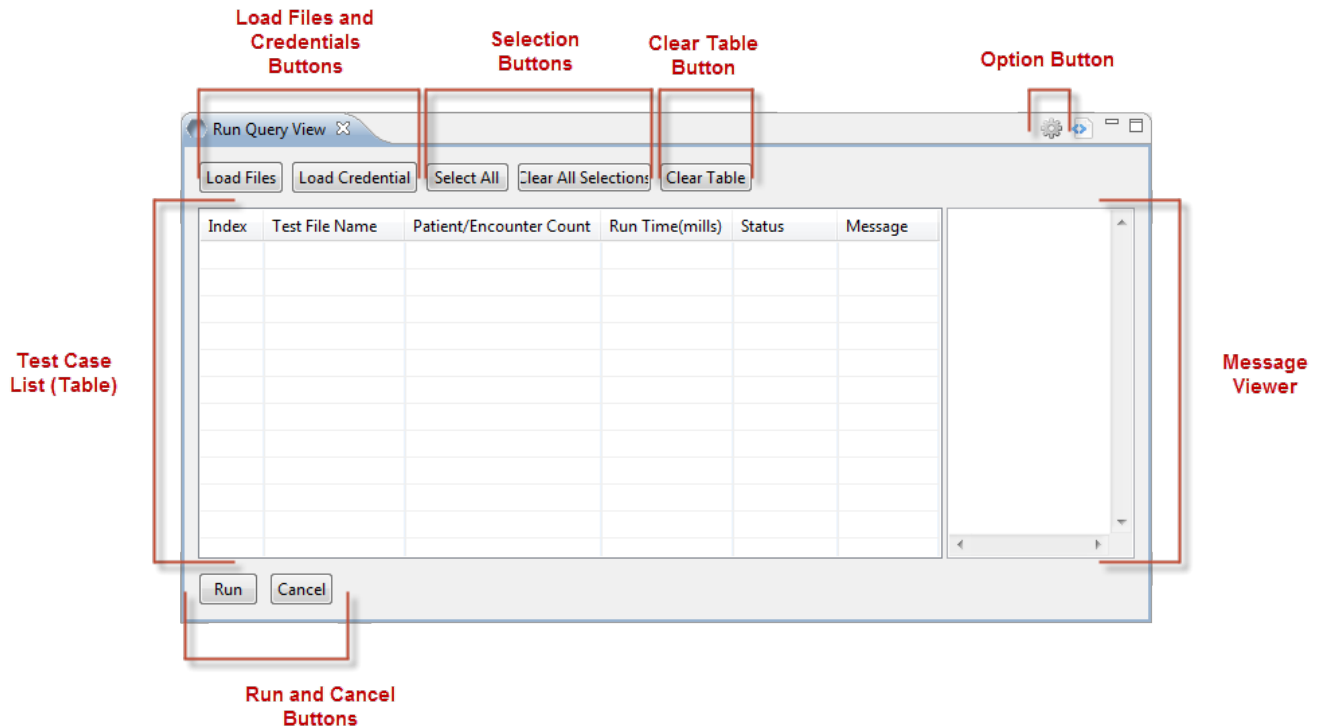 Load Files and
Credentials
Buttons
Selection
Buttons
Clear Table
Button
Option Button
Run Query View
Load Files
Load Credential
Select All
Clear All Selections
Clear Table
Index
Test File Name
Patient/Encounter Count
Run Time(mills)
Status
Message
Test Case
List (Table)
Message
Viewer
Run
Cancel
Run and Cancel
Buttons